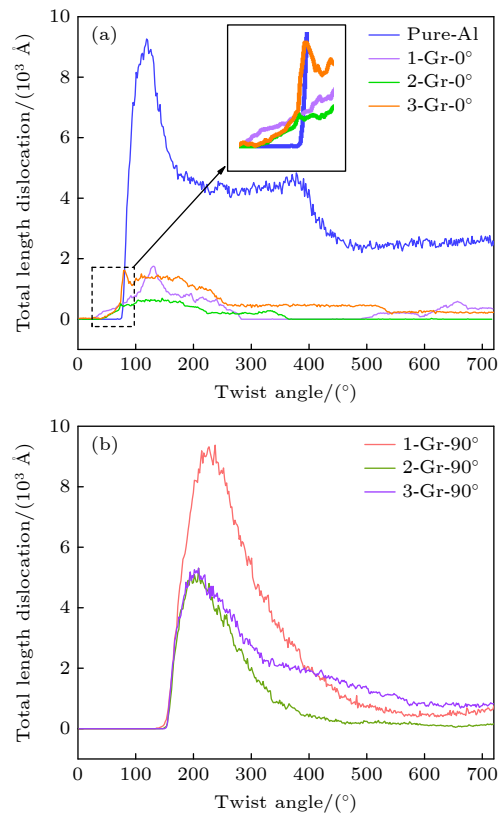 (a)
Pure-Al
1-Gr-0°
2-Gr-0°
3-Gr-0°
Total length dislocation/(10³ Å)
10
8
6
4
2
0
0 100 200 300 400 500 600 700
Twist angle/(°)
(b)
1-Gr-90°
2-Gr-90°
3-Gr-90°
Total length dislocation/(10³ Å)
10
8
6
4
2
0
0 100 200 300 400 500 600 700
Twist angle/(°)